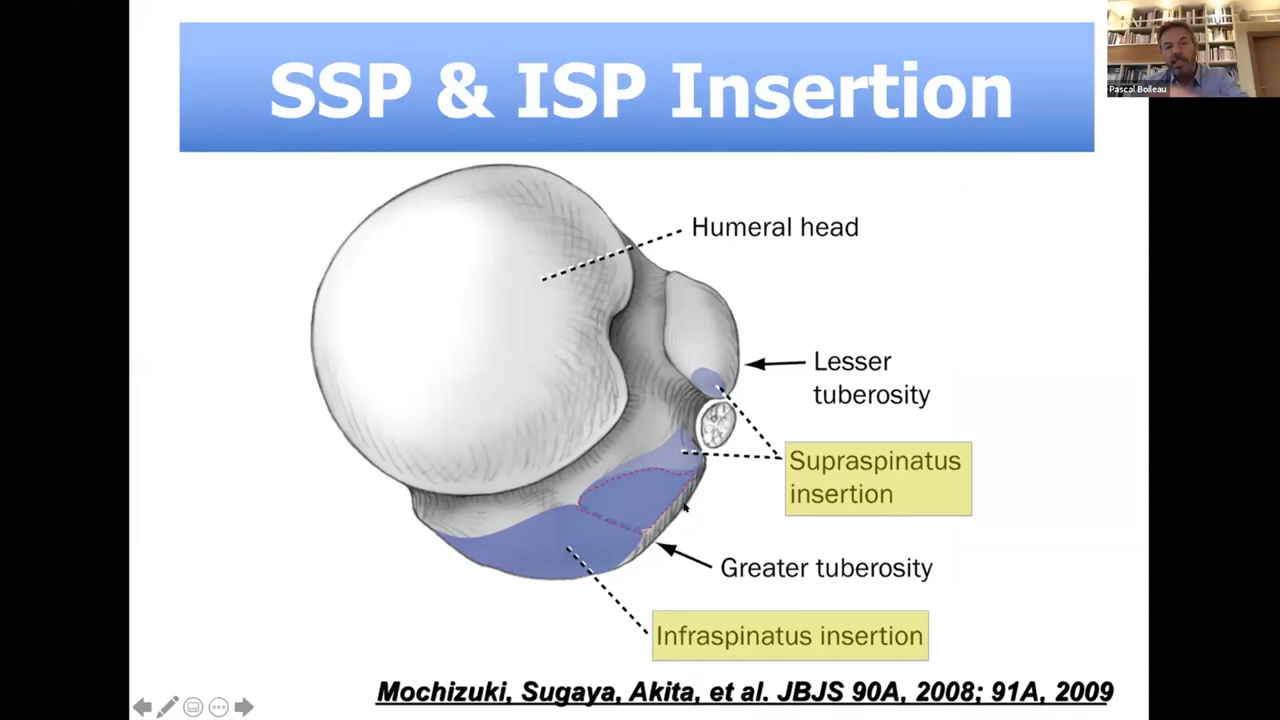 SSP & ISP Insertion
Pascal Boileau
Humeral head
Lesser
tuberosity
Supraspinatus
insertion
Greater tuberosity
Infraspinatus insertion
Mochizuki, Sugaya, Akita, et al. JBJS 90A, 2008; 91A, 2009